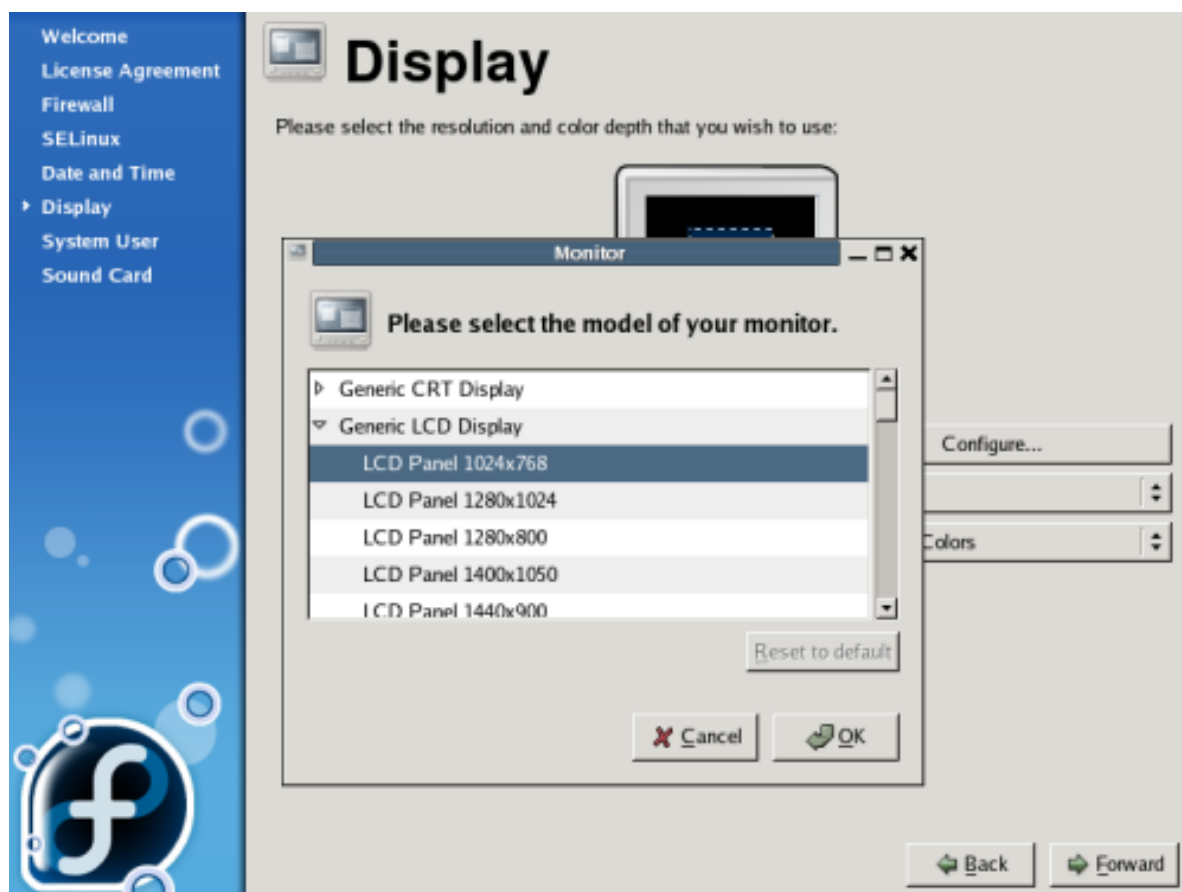 Welcome
License Agreement
Firewall
SELinux
Date and Time
Display
System User
Sound Card
Display
Please select the resolution and color depth that you wish to use:
Monitor
Please select the model of your monitor.
Generic CRT Display
Generic LCD Display
LCD Panel 1024x768
LCD Panel 1280x1024
LCD Panel 1280x800
LCD Panel 1400x1050
LCD Panel 1440x900
Reset to default
Cancel
OK
Configure...
Colors
Back
Forward